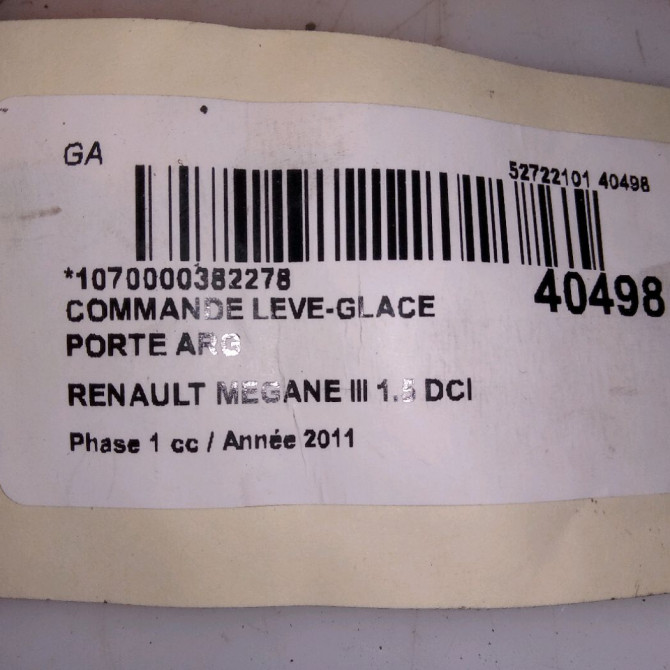 GA
52722101 40498
*1070000382278
40498
COMMANDE LEVE-GLACE
PORTE ARG
RENAULT MEGANE III 1.5 DCI
Phase 1 cc / Année 2011